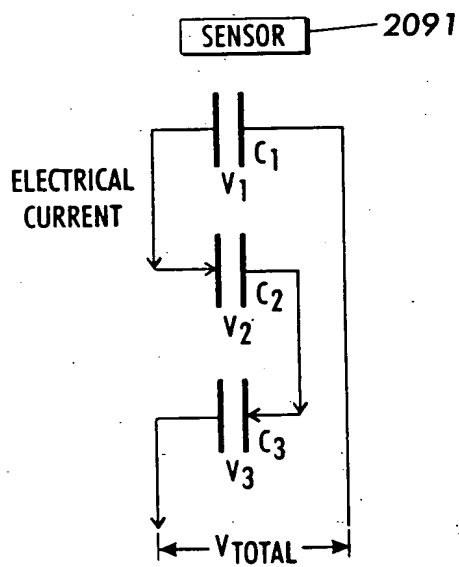 SENSOR
2091
C1
V1
ELECTRICAL
CURRENT
C2
V2
C3
V3
VTOTAL